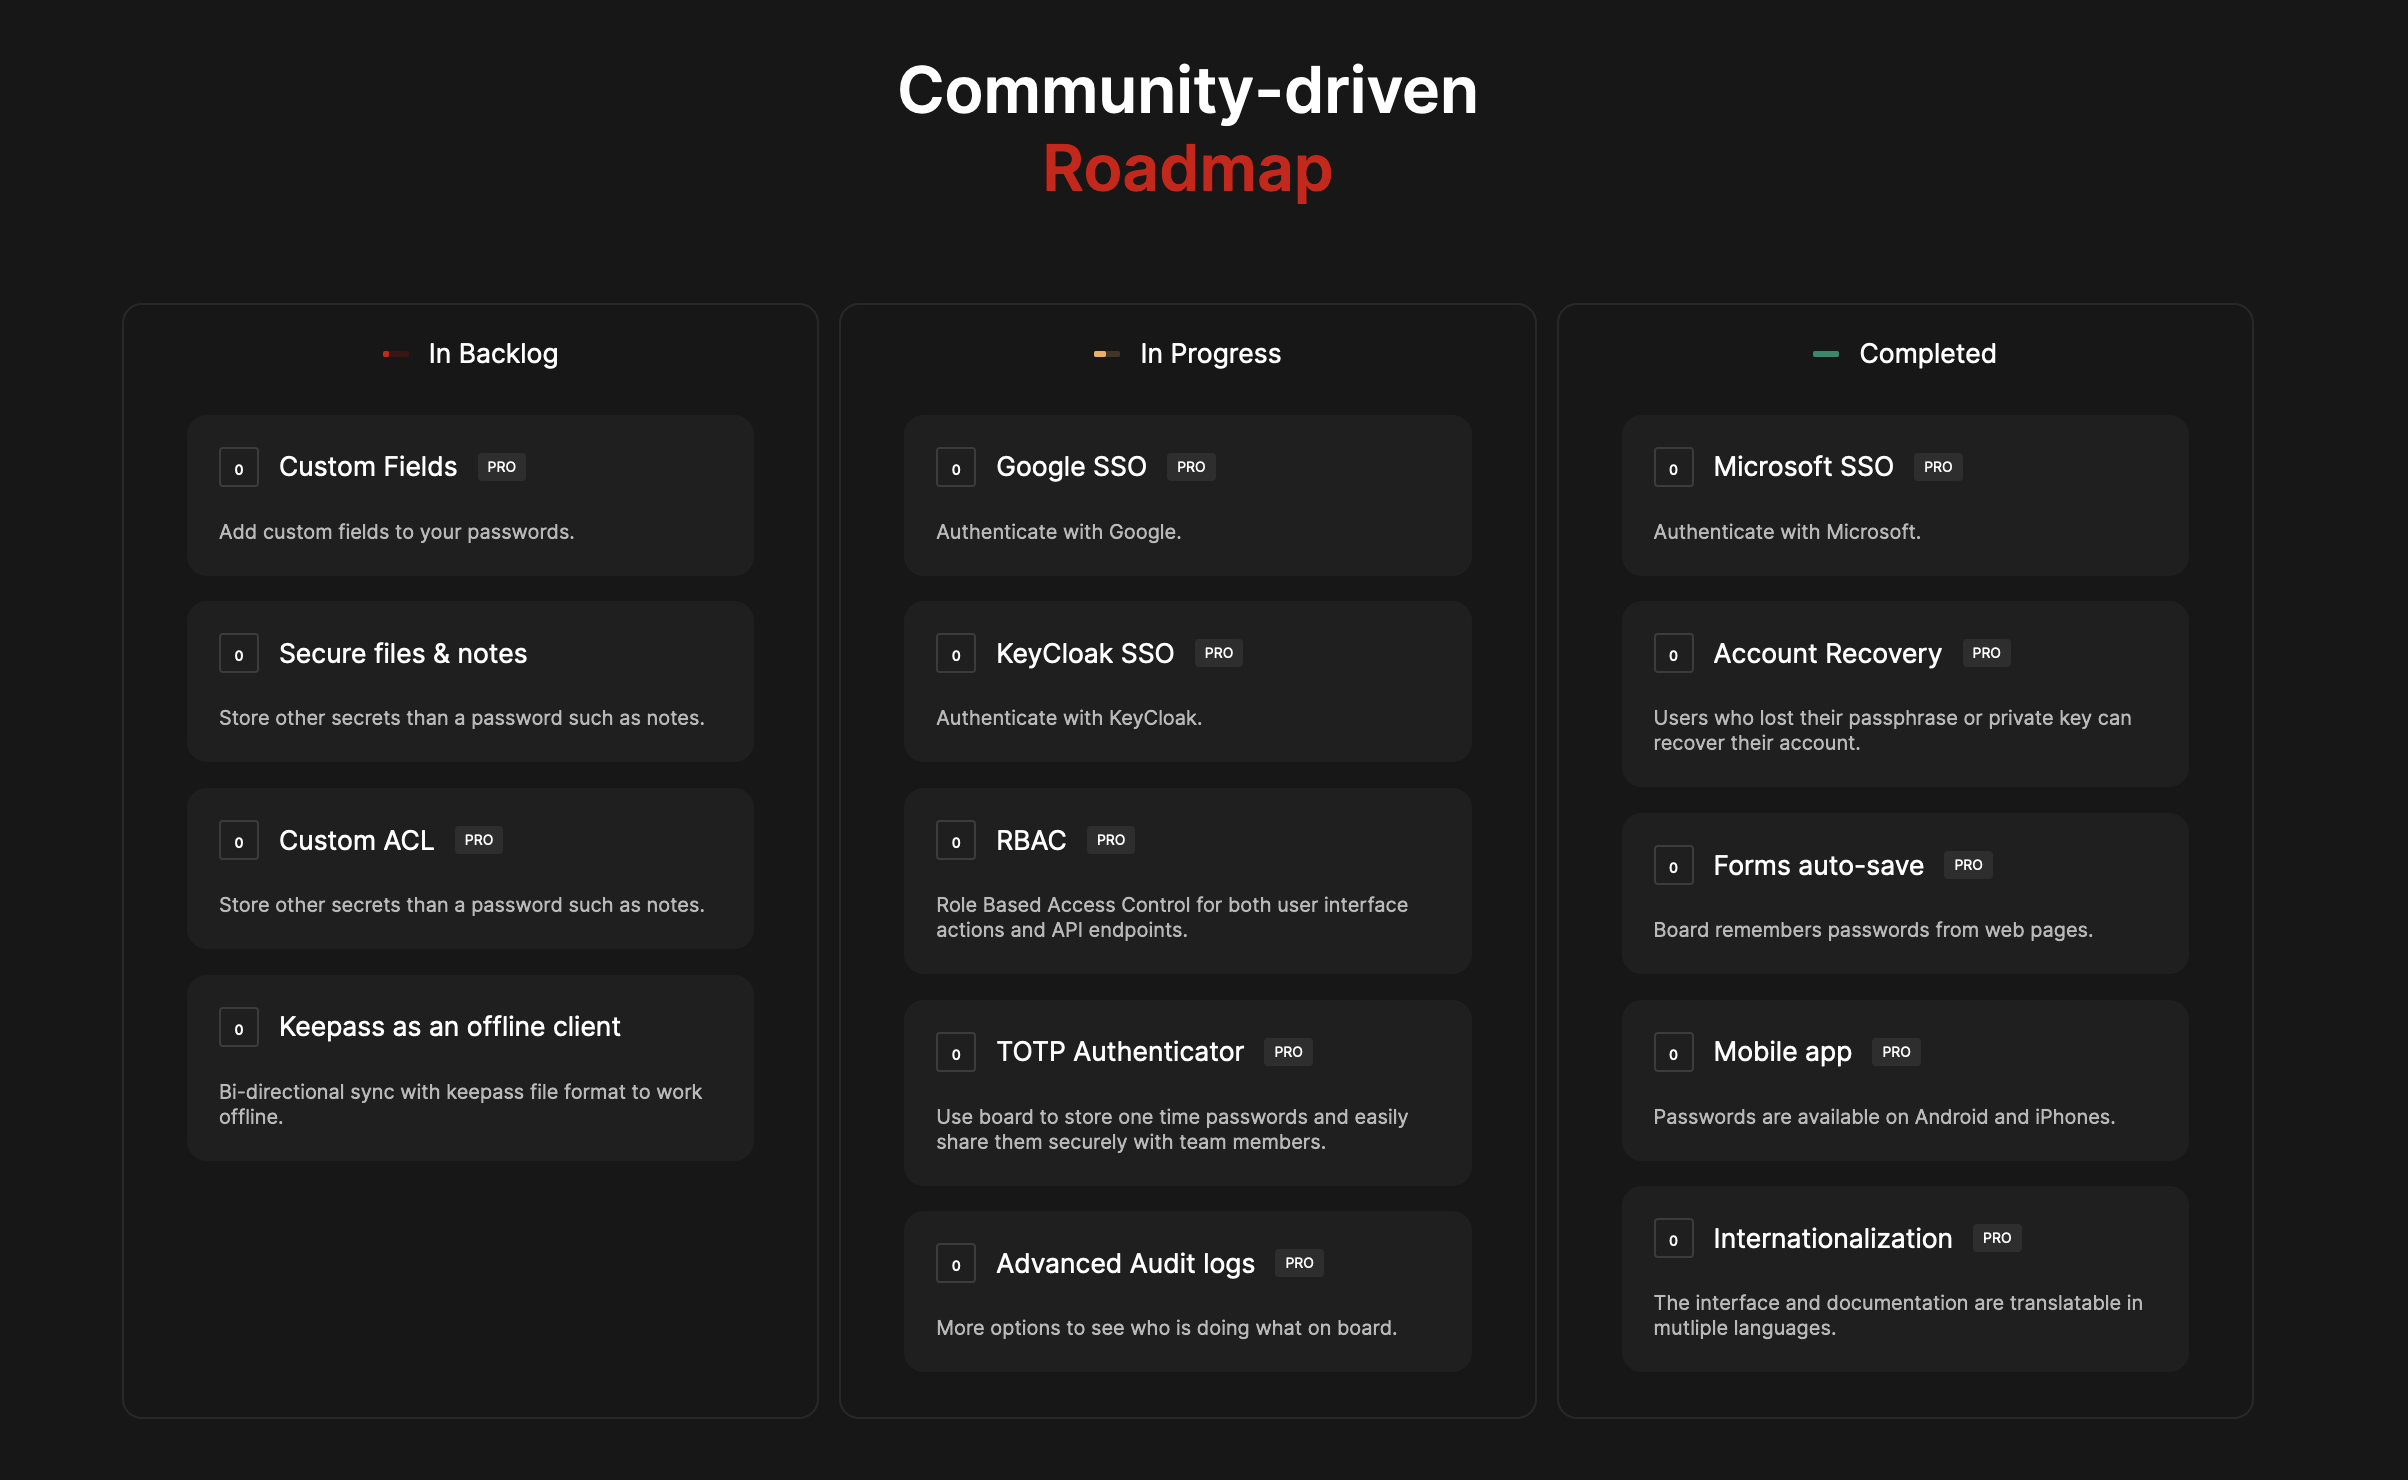 Community-driven
Roadmap
In Backlog
0 Custom Fields PRO
Add custom fields to your passwords.
0 Secure files & notes
Store other secrets than a password such as notes.
0 Custom ACL PRO
Store other secrets than a password such as notes.
0 Keepass as an offline client
Bi-directional sync with keepass file format to work
offline.
In Progress
0 Google SSO PRO
Authenticate with Google.
0 KeyCloak SSO PRO
Authenticate with KeyCloak.
0 RBAC PRO
Role Based Access Control for both user interface
actions and API endpoints.
0 TOTP Authenticator PRO
Use board to store one time passwords and easily
share them securely with team members.
0 Advanced Audit logs PRO
More options to see who is doing what on board.
Completed
0 Microsoft SSO PRO
Authenticate with Microsoft.
0 Account Recovery PRO
Users who lost their passphrase or private key can
recover their account.
0 Forms auto-save PRO
Board remembers passwords from web pages.
0 Mobile app PRO
Passwords are available on Android and iPhones.
0 Internationalization PRO
The interface and documentation are translatable in
mutliple languages.